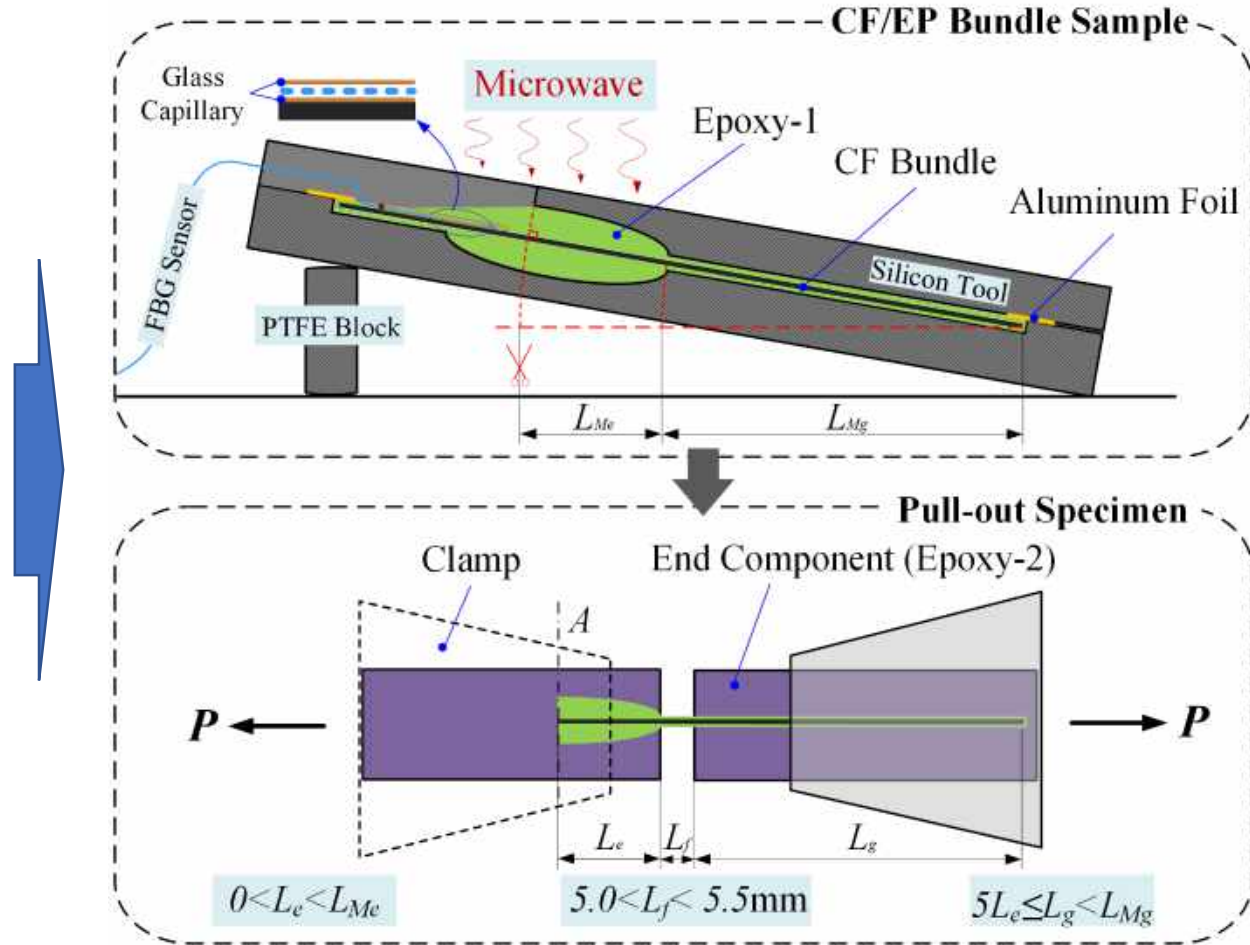 CF/EP Bundle Sample
Glass
Capillary
Microwave
Epoxy-1
CF Bundle
Aluminum Foil
FBG Sensor
PTFE Block
Silicon Tool
L_Me
L_Mg
Pull-out Specimen
Clamp
End Component (Epoxy-2)
A
P
P
L_e
L_f
L_g
0<L_e<L_Me
5.0<L_f< 5.5mm
5L_e≤L_g<L_Mg